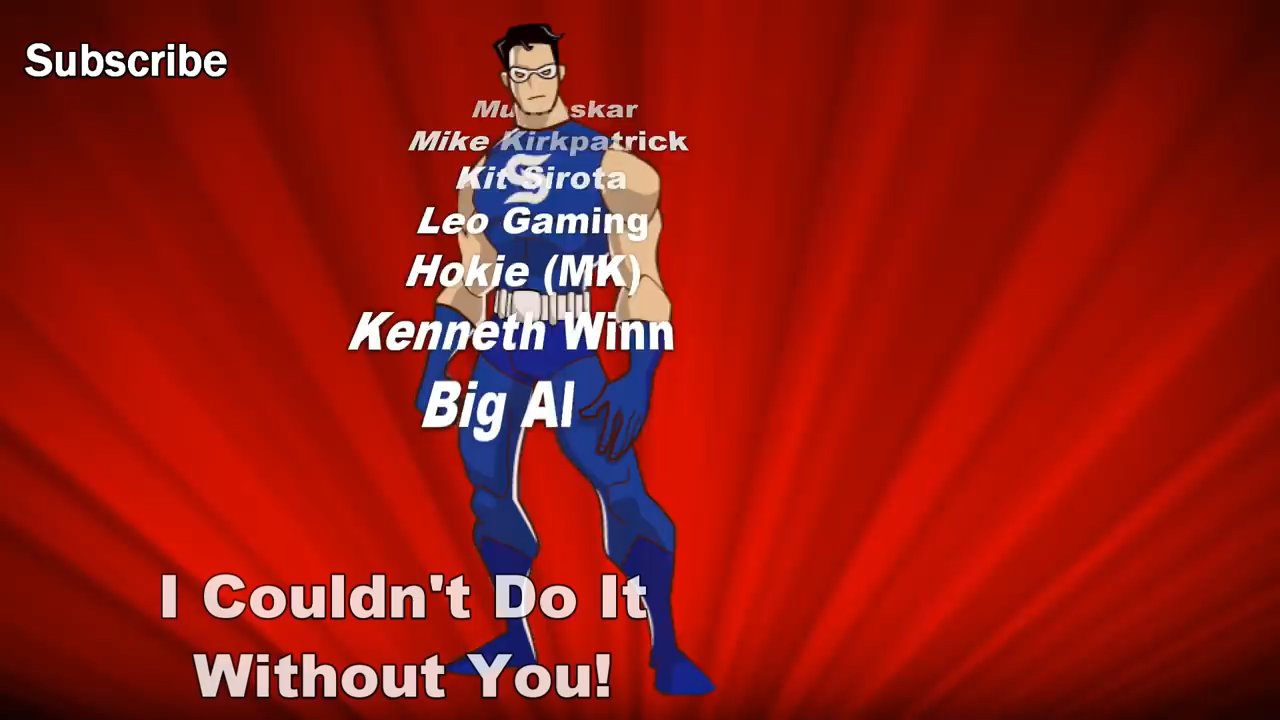 Subscribe
Mike Kirkpatrick
Kit Sirota
Leo Gaming
Hokie (MK)
Kenneth Winn
Big Al
S
I Couldn't Do It
Without You!